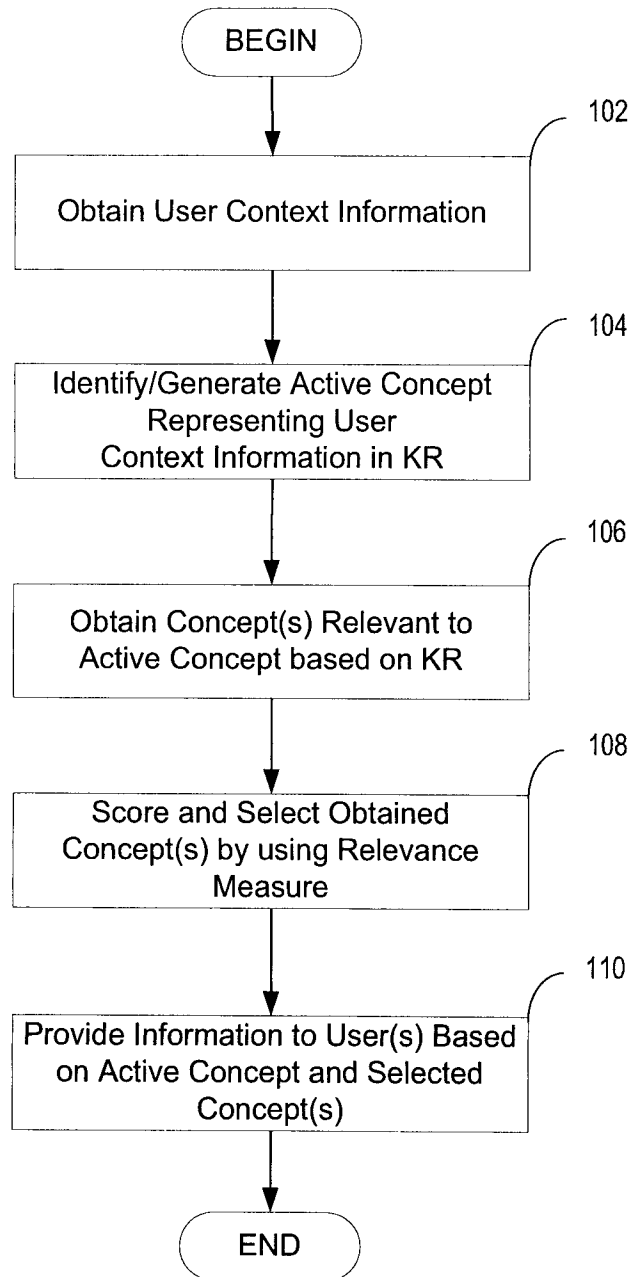 BEGIN
102
Obtain User Context Information
104
Identify/Generate Active Concept
Representing User
Context Information in KR
106
Obtain Concept(s) Relevant to
Active Concept based on KR
108
Score and Select Obtained
Concept(s) by using Relevance
Measure
110
Provide Information to User(s) Based
on Active Concept and Selected
Concept(s)
END